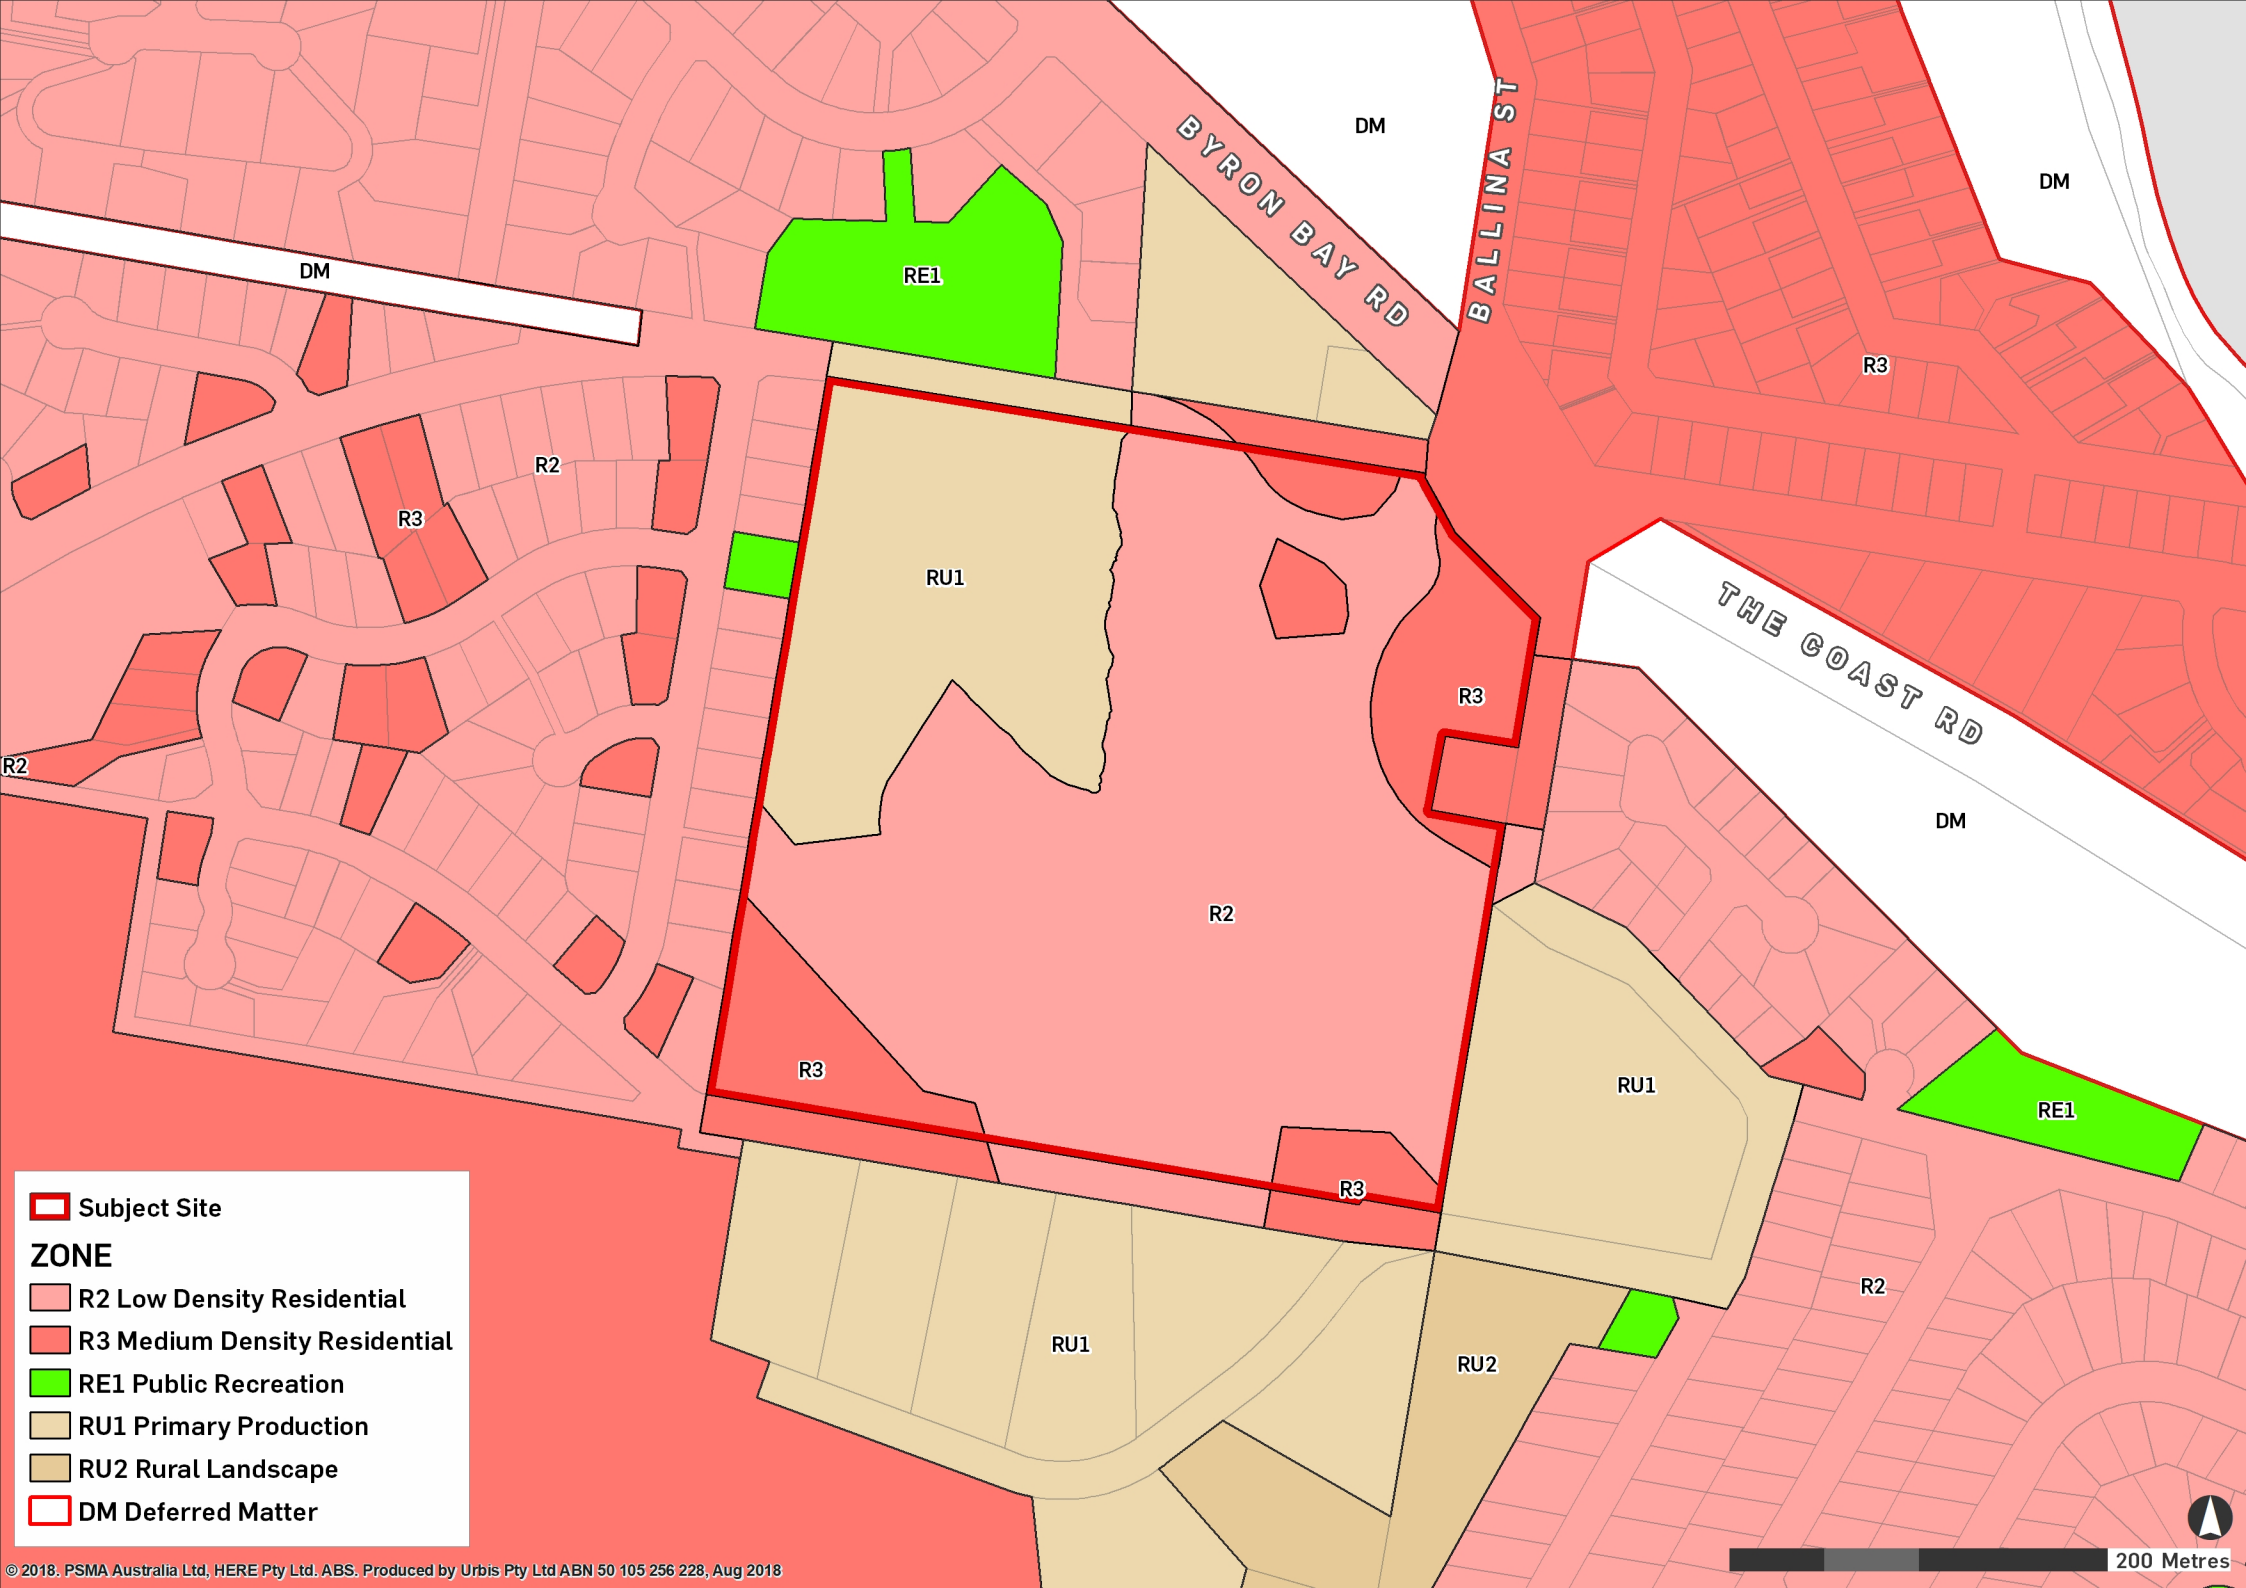 DM
BYRON BAY RD
BALLINA ST
DM
DM
RE1
R3
R2
R3
RU1
THE COAST RD
R3
R2
DM
R2
R3
RU1
RE1
R3
R2
RU1
RU2
Subject Site
ZONE
R2 Low Density Residential
R3 Medium Density Residential
RE1 Public Recreation
RU1 Primary Production
RU2 Rural Landscape
DM Deferred Matter
200 Metres
© 2018. PSMA Australia Ltd, HERE Pty Ltd. ABS. Produced by Urbis Pty Ltd ABN 50 105 256 228, Aug 2018